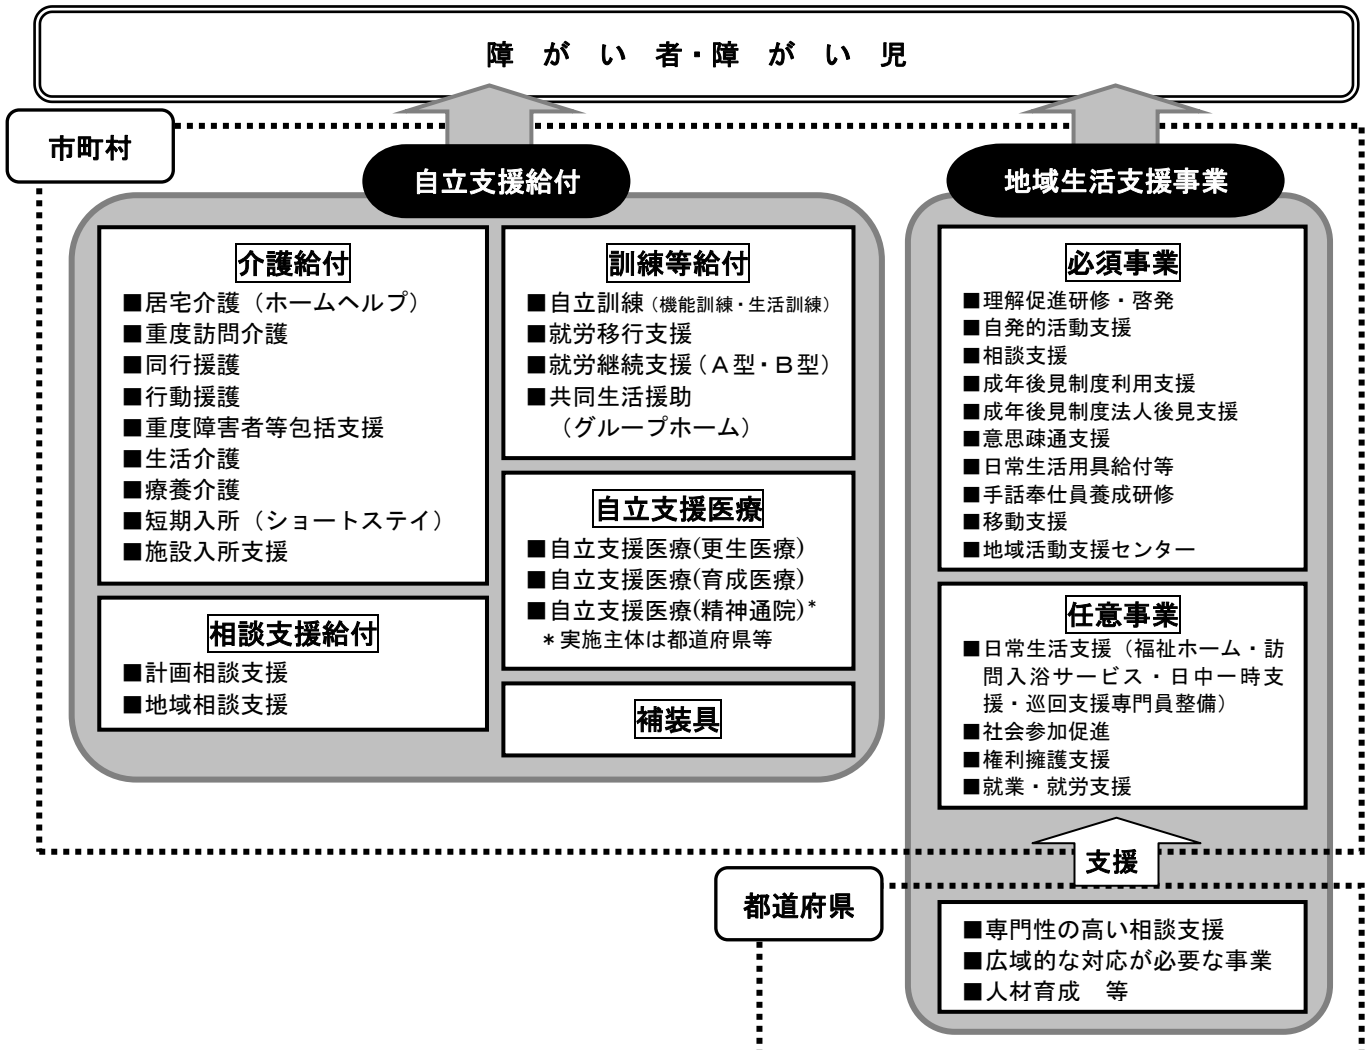 障がい者・障がい児
市町村
自立支援給付
介護給付
■居宅介護（ホームヘルプ）
■重度訪問介護
■同行援護
■行動援護
■重度障害者等包括支援
■生活介護
■療養介護
■短期入所（ショートステイ）
■施設入所支援
相談支援給付
■計画相談支援
■地域相談支援
訓練等給付
■自立訓練（機能訓練・生活訓練）
■就労移行支援
■就労継続支援（Ａ型・Ｂ型）
■共同生活援助
（グループホーム）
自立支援医療
■自立支援医療(更生医療)
■自立支援医療(育成医療)
■自立支援医療(精神通院)*
＊実施主体は都道府県等
補装具
地域生活支援事業
必須事業
■理解促進研修・啓発
■自発的活動支援
■相談支援
■成年後見制度利用支援
■成年後見制度法人後見支援
■意思疎通支援
■日常生活用具給付等
■手話奉仕員養成研修
■移動支援
■地域活動支援センター
任意事業
■日常生活支援（福祉ホーム・訪
問入浴サービス・日中一時支
援・巡回支援専門員整備）
■社会参加促進
■権利擁護支援
■就業・就労支援
支援
都道府県
■専門性の高い相談支援
■広域的な対応が必要な事業
■人材育成　等